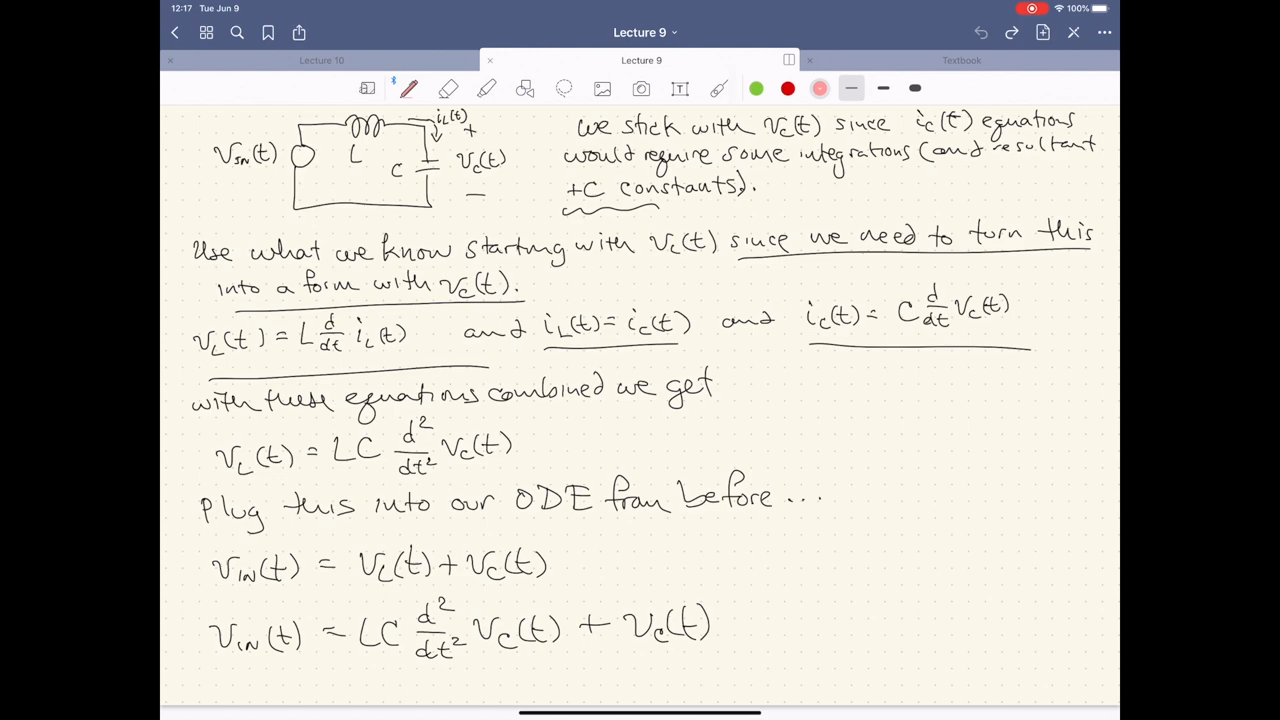 12:17 Tue Jun 9
100%
Lecture 9
Lecture 10
Lecture 9
Textbook
T
iL(t)
+
VIN(t)
L
C
Vc(t)
—
we stick with Vc(t) since ic(t) equations
would require some integrations (and resultant
+C constants).
Use what we know starting with Vc(t) since we need to turn this
into a form with Vc(t).
VL(t) = L d/dt iL(t) and iL(t) = ic(t) and ic(t) = C d/dt Vc(t)
with these equations combined we get
VL(t) = LC d²/dt² Vc(t)
Plug this into our ODE from before ...
VIN(t) = VL(t) + Vc(t)
VIN(t) = LC d²/dt² Vc(t) + Vc(t)